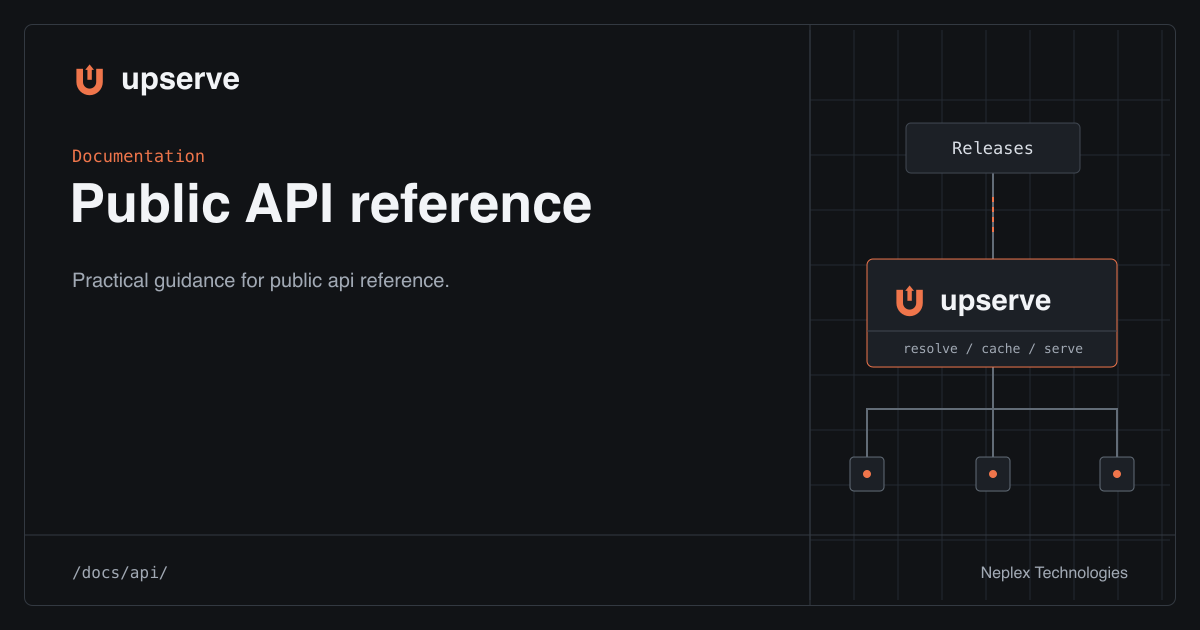 upserve
Documentation
Public API reference
Practical guidance for public api reference.
Releases
upserve
resolve / cache / serve
/docs/api/
Neplex Technologies